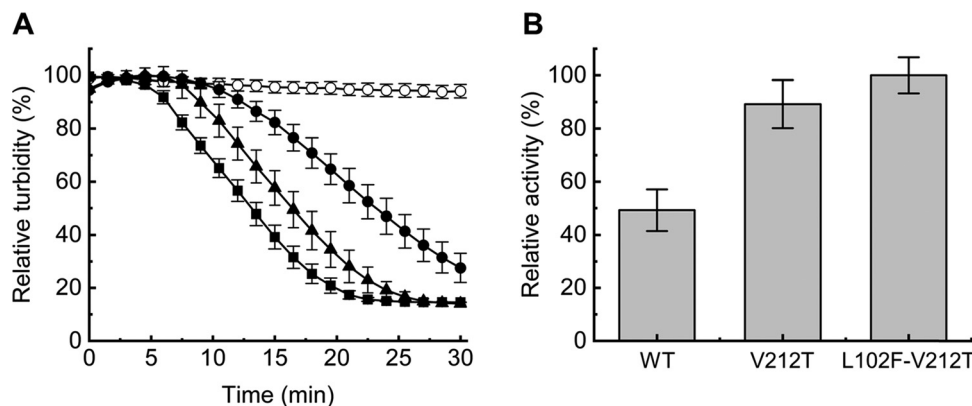 A
Relative turbidity (%)
100
80
60
40
20
0
0 5 10 15 20 25 30
Time (min)
B
Relative activity (%)
100
80
60
40
20
0
WT V212T L102F-V212T